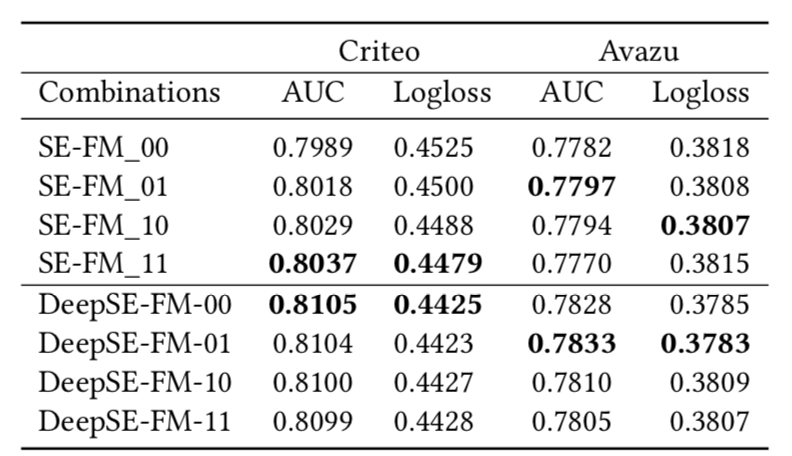 Criteo Avazu
Combinations AUC Logloss AUC Logloss
SE-FM_00 0.7989 0.4525 0.7782 0.3818
SE-FM_01 0.8018 0.4500 0.7797 0.3808
SE-FM_10 0.8029 0.4488 0.7794 0.3807
SE-FM_11 0.8037 0.4479 0.7770 0.3815
DeepSE-FM-00 0.8105 0.4425 0.7828 0.3785
DeepSE-FM-01 0.8104 0.4423 0.7833 0.3783
DeepSE-FM-10 0.8100 0.4427 0.7810 0.3809
DeepSE-FM-11 0.8099 0.4428 0.7805 0.3807